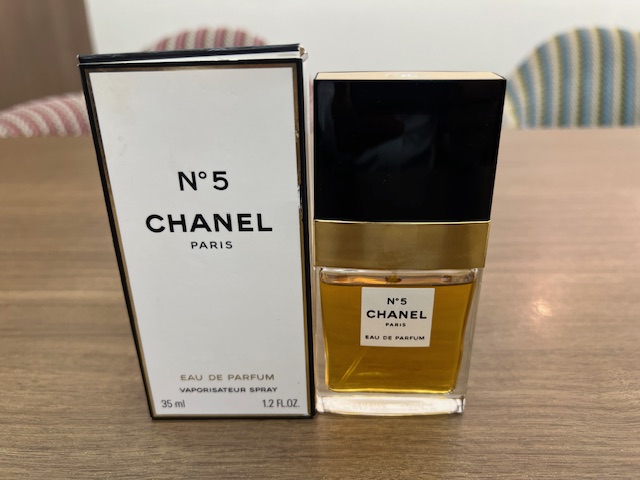 N°5
CHANEL
PARIS
EAU DE PARFUM
VAPORISATEUR SPRAY
35 ml 1.2 FL.OZ.
N°5
CHANEL
PARIS
EAU DE PARFUM